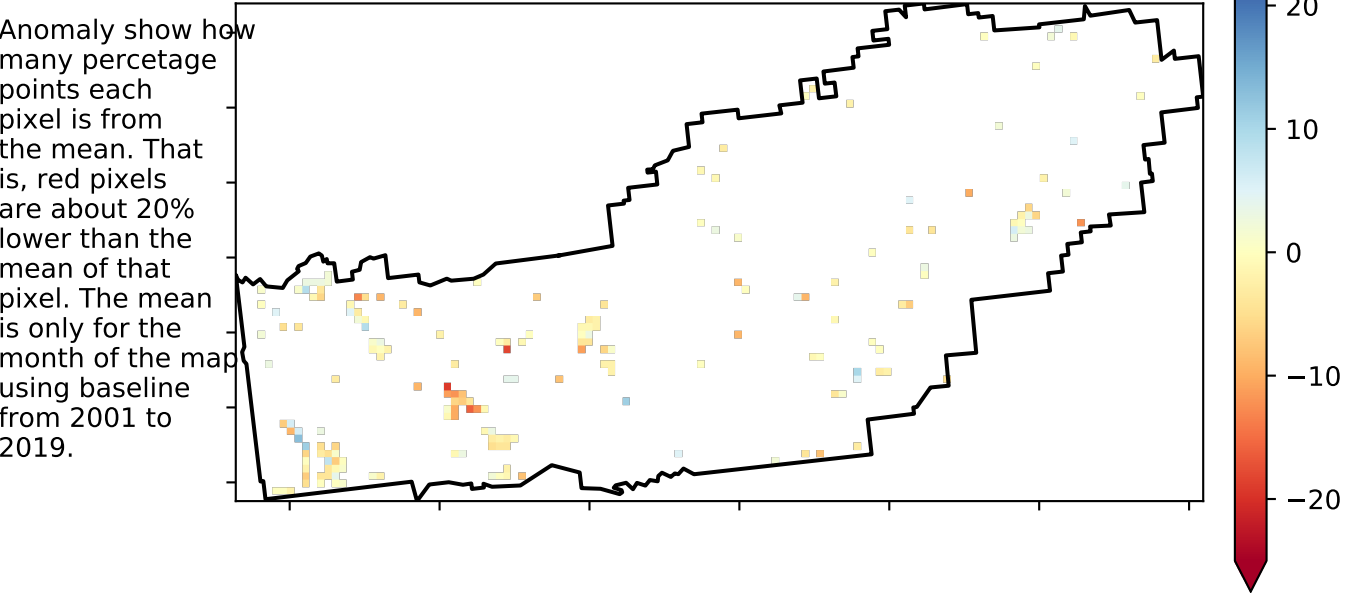 Anomaly show how
many percetage
points each
pixel is from
the mean. That
is, red pixels
are about 20%
lower than the
mean of that
pixel. The mean
is only for the
month of the map
using baseline
from 2001 to
2019.
20
10
0
−10
−20